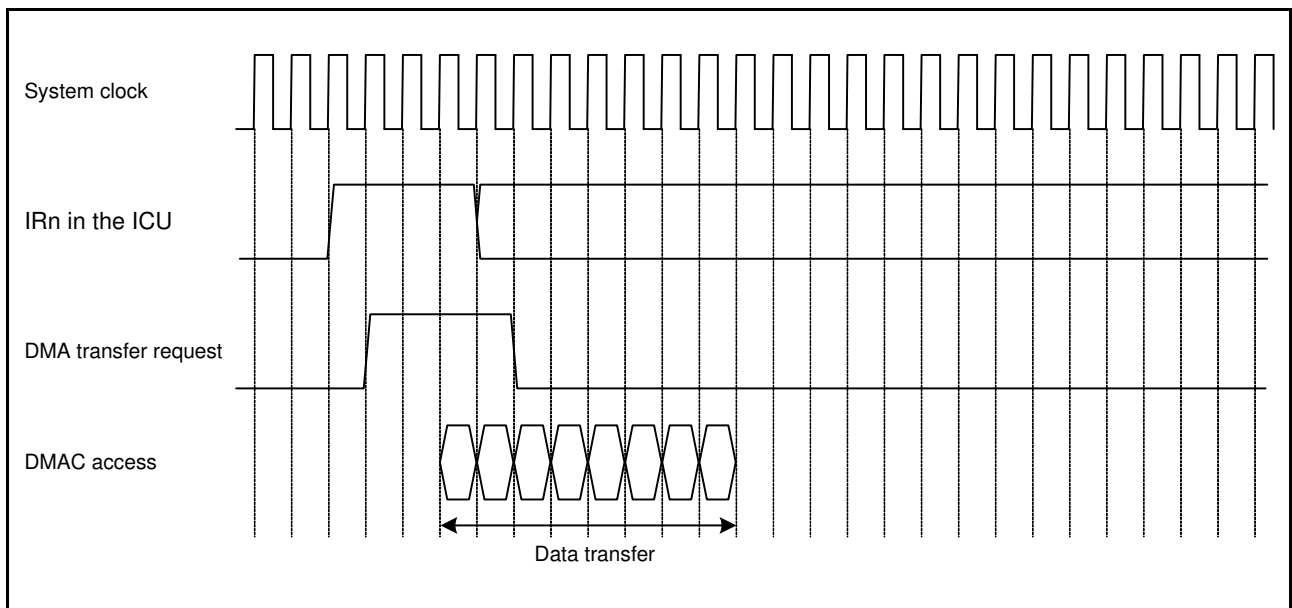 System clock
IRn in the ICU
DMA transfer request
DMAC access
Data transfer